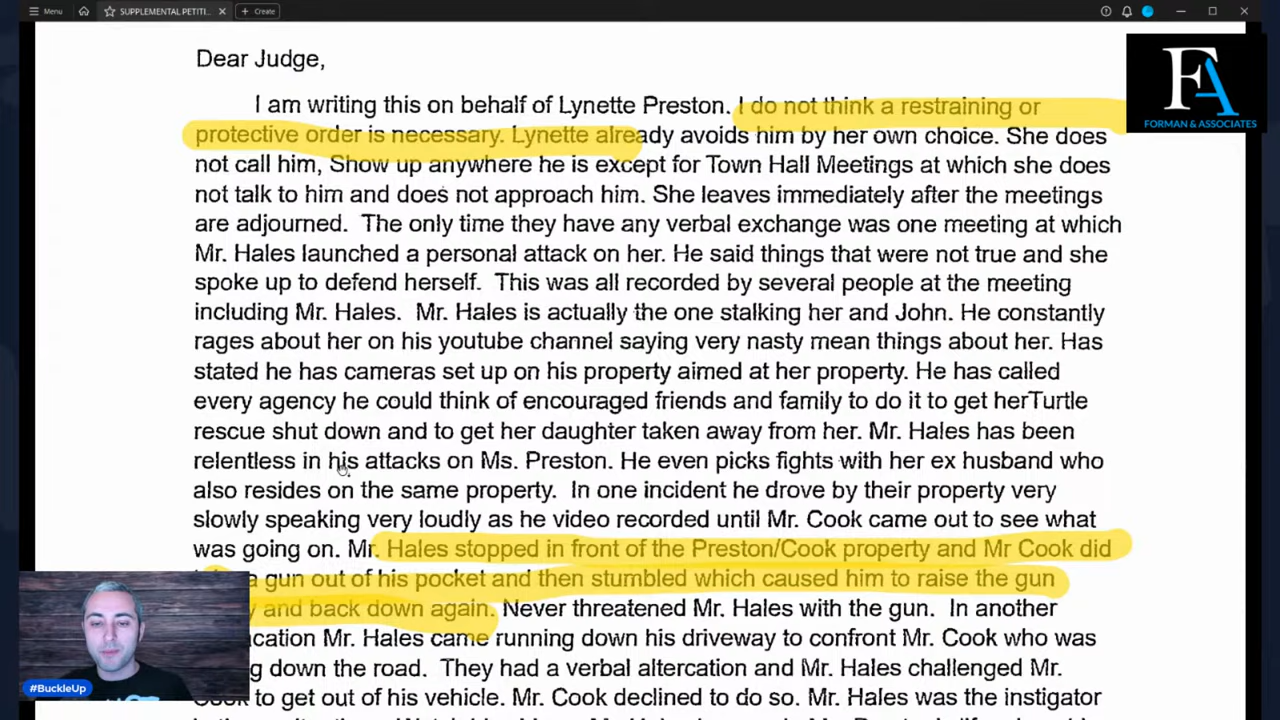 Menu
SUPPLEMENTAL PETITI...
Create
Dear Judge,
I am writing this on behalf of Lynette Preston. I do not think a restraining or
protective order is necessary. Lynette already avoids him by her own choice. She does
not call him, Show up anywhere he is except for Town Hall Meetings at which she does
not talk to him and does not approach him. She leaves immediately after the meetings
are adjourned. The only time they have any verbal exchange was one meeting at which
Mr. Hales launched a personal attack on her. He said things that were not true and she
spoke up to defend herself. This was all recorded by several people at the meeting
including Mr. Hales. Mr. Hales is actually the one stalking her and John. He constantly
rages about her on his youtube channel saying very nasty mean things about her. Has
stated he has cameras set up on his property aimed at her property. He has called
every agency he could think of encouraged friends and family to do it to get herTurtle
rescue shut down and to get her daughter taken away from her. Mr. Hales has been
relentless in his attacks on Ms. Preston. He even picks fights with her ex husband who
also resides on the same property. In one incident he drove by their property very
slowly speaking very loudly as he video recorded until Mr. Cook came out to see what
was going on. Mr. Hales stopped in front of the Preston/Cook property and Mr Cook did
a gun out of his pocket and then stumbled which caused him to raise the gun
and back down again. Never threatened Mr. Hales with the gun. In another
Mr. Hales came running down his driveway to confront Mr. Cook who was
down the road. They had a verbal altercation and Mr. Hales challenged Mr.
to get out of his vehicle. Mr. Cook declined to do so. Mr. Hales was the instigator
FA
FORMAN & ASSOCIATES
#BuckleUp